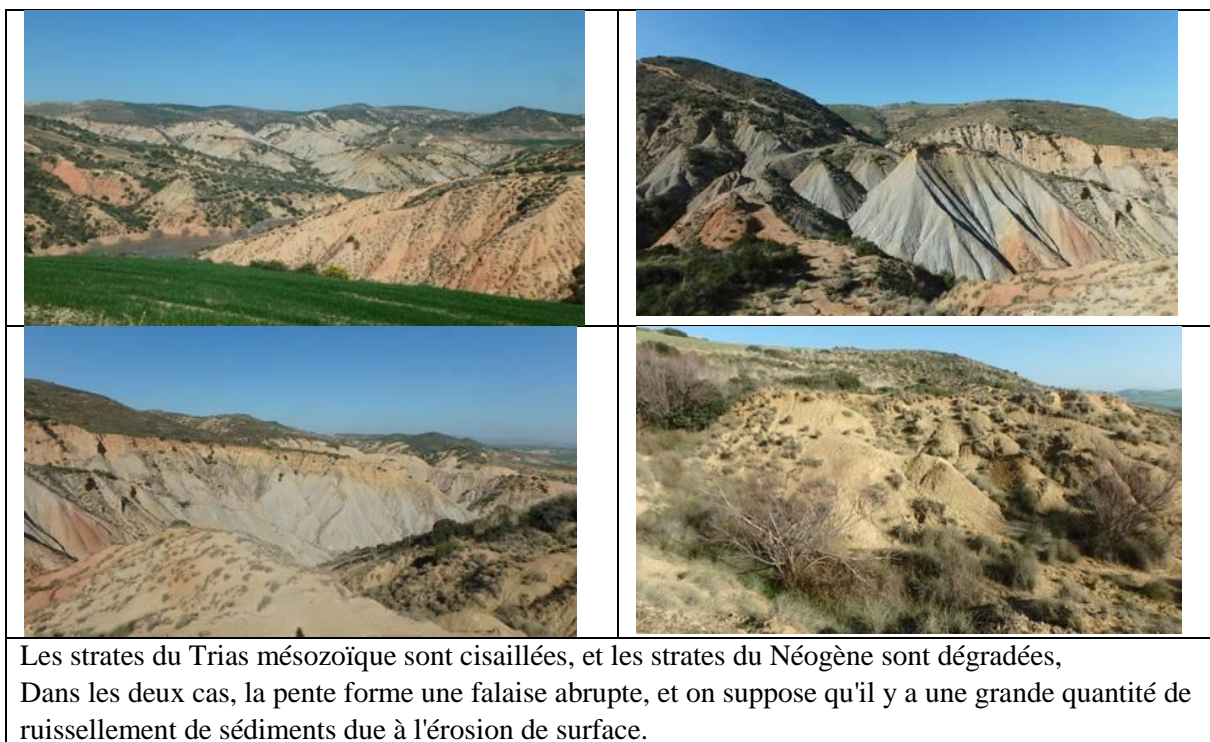 Les strates du Trias mésozoïque sont cisaillées, et les strates du Néogène sont dégradées,
Dans les deux cas, la pente forme une falaise abrupte, et on suppose qu'il y a une grande quantité de
ruissellement de sédiments due à l'érosion de surface.